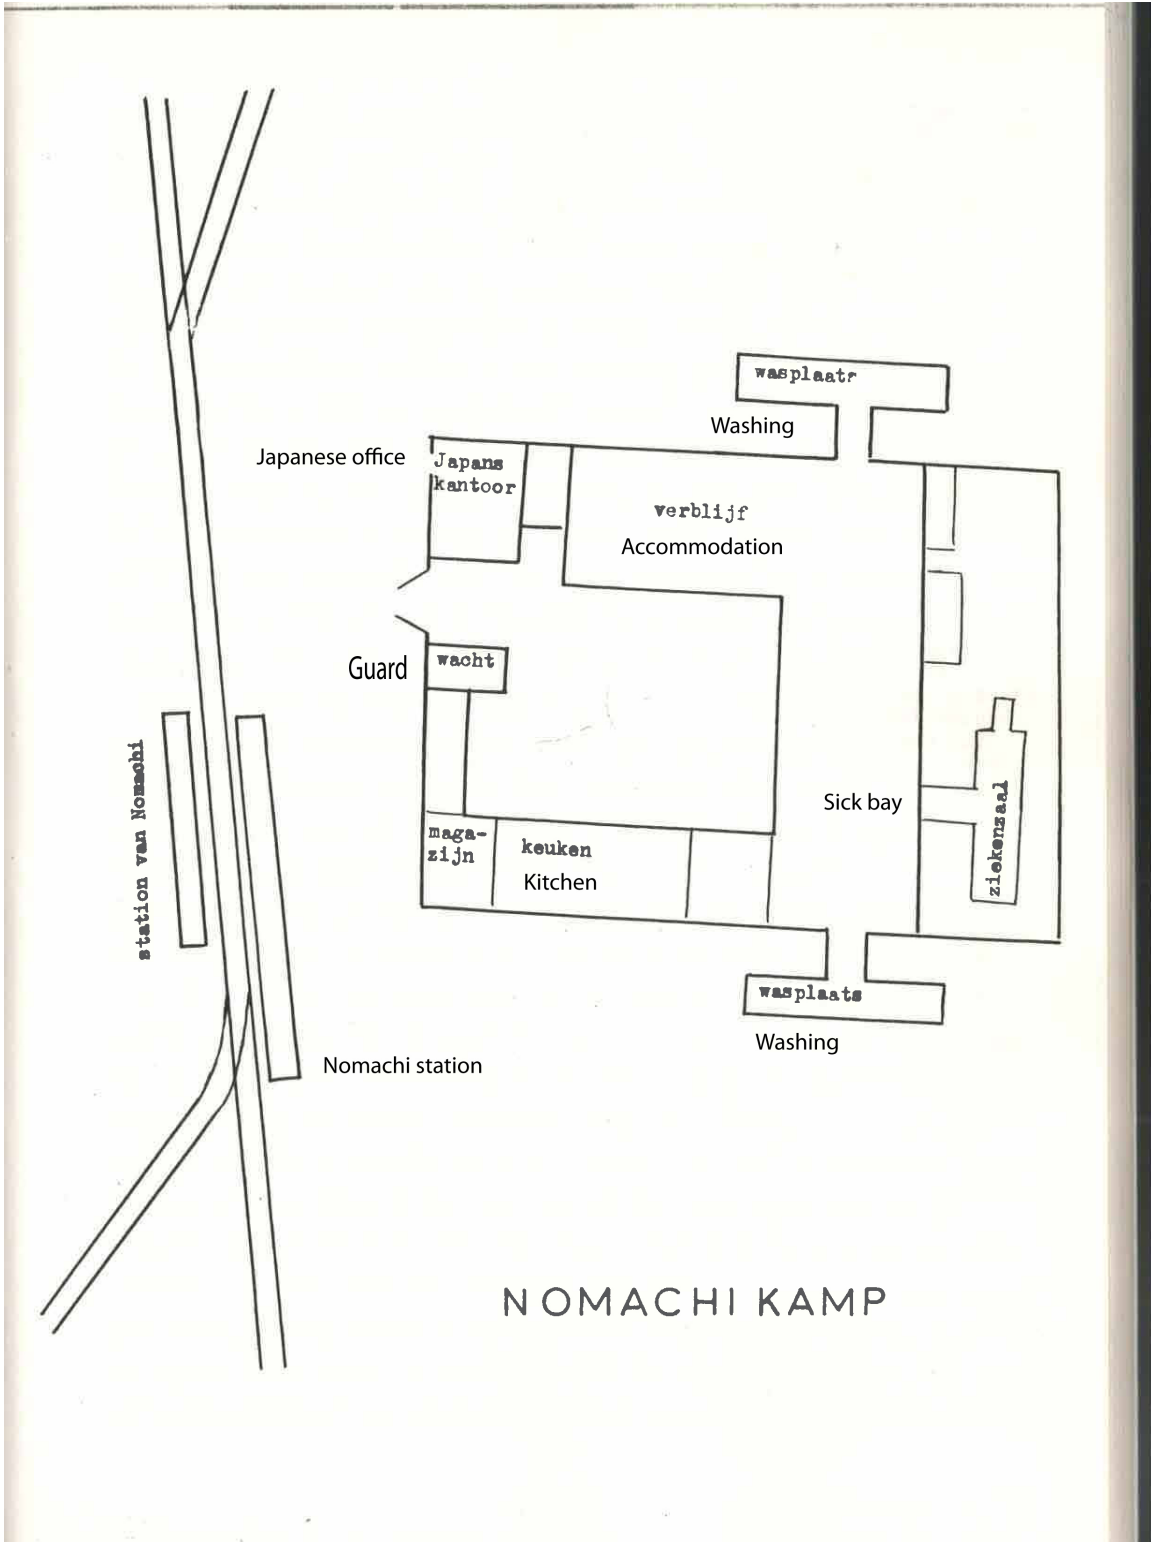 wasplaatr
Washing
Japanese office
Japans
kantoor
verblijf
Accommodation
Guard
wacht
station van Nomachi
Sick bay
ziekenzaal
maga-
zijn
keuken
Kitchen
wasplaats
Washing
Nomachi station
NOMACHI KAMP